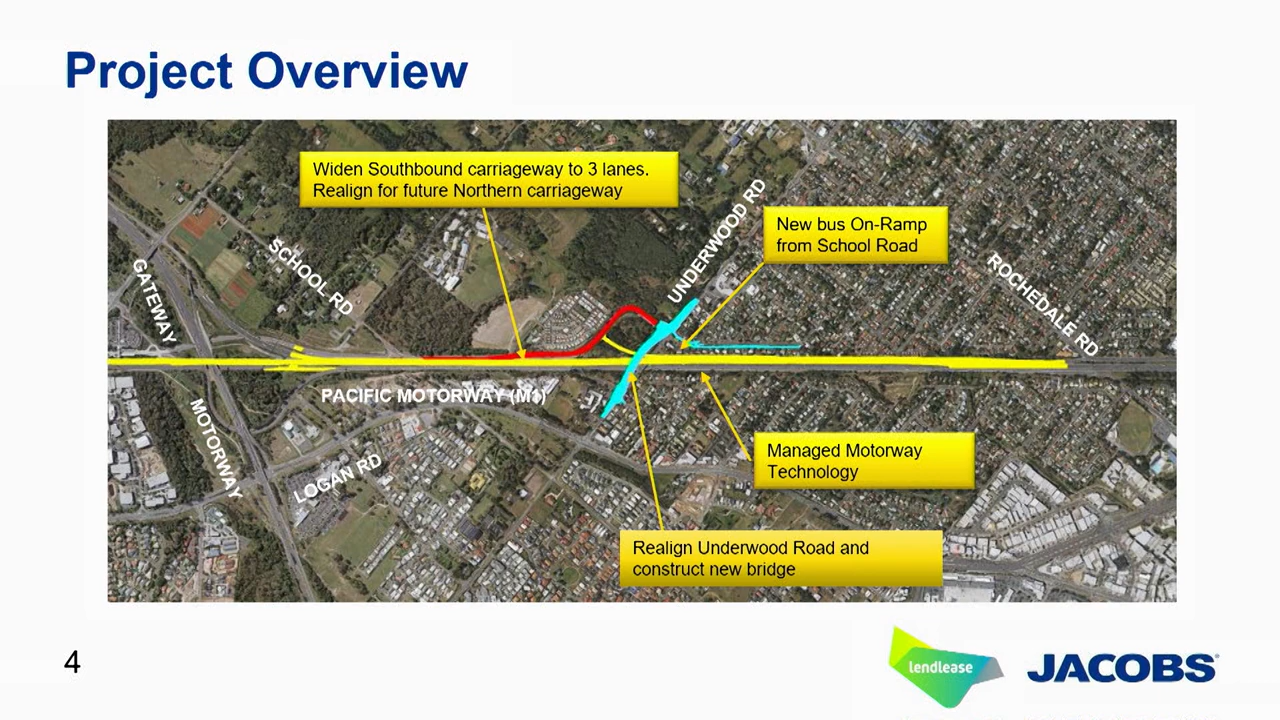 Project Overview
Widen Southbound carriageway to 3 lanes.
Realign for future Northern carriageway
UNDERWOOD RD
New bus On-Ramp
from School Road
SCHOOL RD
GATEWAY
ROCHEDALE RD
PACIFIC MOTORWAY (M1)
MOTORWAY
LOGAN RD
Managed Motorway
Technology
Realign Underwood Road and
construct new bridge
4
lendlease
JACOBS